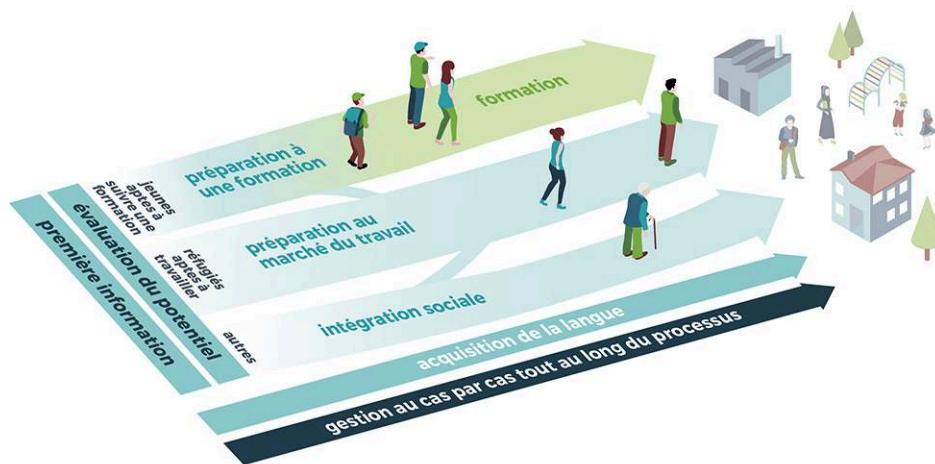 première information
évaluation du potentiel
jeunes
aptes à
suivre une
formation
préparation à
une formation
formation
réfugiés
aptes à
travailler
préparation au
marché du travail
autres
intégration sociale
acquisition de la langue
gestion au cas par cas tout au long du processus